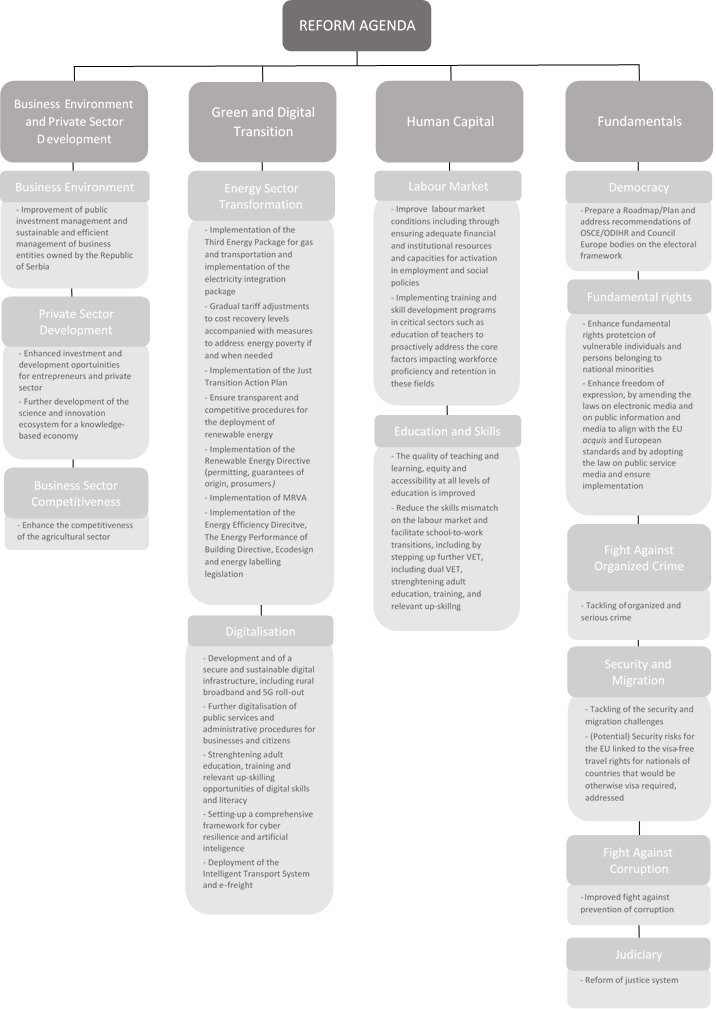 REFORM AGENDA
Business Environment
and Private Sector
Development
Business Environment
- Improvement of public
investment management and
sustainable and efficient
management of business
entities owned by the Republic
of Serbia
Private Sector
Development
- Enhanced investment and
development oportuinities
for entrepreneurs and private
sector
- Further development of the
science and innovation
ecosystem for a knowledge-
based economy
Business Sector
Competitiveness
- Enhance the competitiveness
of the agricultural sector
Green and Digital
Transition
Energy Sector
Transformation
- Implementation of the
Third Energy Package for gas
and transportation and
implementation of the
electricity integration
package
- Gradual tariff adjustments
to cost recovery levels
accompanied with measures
to address energy poverty if
and when needed
- Implementation of the Just
Transition Action Plan
- Ensure transparent and
competitive procedures for
the deployment of
renewable energy
- Implementation of the
Renewable Energy Directive
(permitting, guarantees of
origin, prosumers)
- Implementation of MRVA
- Implementation of the
Energy Efficiency Direcitve,
The Energy Performance of
Building Directive, Ecodesign
and energy labelling
legislation
Digitalisation
- Development and of a
secure and sustainable digital
infrastructure, including rural
broadband and 5G roll-out
- Further digitalisation of
public services and
administrative procedures for
businesses and citizens
- Strenghtening adult
education, training and
relevant up-skilling
opportunities of digital skills
and literacy
- Setting-up a comprehensive
framework for cyber
resilience and artificial
inteligence
- Deployment of the
Intelligent Transport System
and e-freight
Human Capital
Labour Market
- Improve labour market
conditions including through
ensuring adequate financial
and institutional resources
and capacities for activation
in employment and social
policies
- Implementing training and
skill development programs
in critical sectors such as
education of teachers to
proactively address the core
factors impacting workforce
proficiency and retention in
these fields
Education and Skills
- The quality of teaching and
learning, equity and
accessibility at all levels of
education is improved
- Reduce the skills mismatch
on the labour market and
facilitate school-to-work
transitions, including by
stepping up further VET,
including dual VET,
strenghtening adult
education, training, and
relevant up-skiling
Fundamentals
Democracy
- Prepare a Roadmap/Plan and
address recommendations of
OSCE/ODIHR and Council
Europe bodies on the electoral
framework
Fundamental rights
- Enhance fundamental
rights protetcion of
vulnerable individuals and
persons belonging to
national minorities
- Enhance freedom of
expression, by amending the
laws on electronic media and
on public information and
media to align with the EU
acquis and European
standards and by adopting
the law on public service
media and ensure
implementation
Fight Against
Organized Crime
- Tackling of organized and
serious crime
Security and
Migration
- Tackling of the security and
migration challenges
- (Potential) Security risks for
the EU linked to the visa-free
travel rights for nationals of
countries that would be
otherwise visa required,
addressed
Fight Against
Corruption
- Improved fight against
prevention of corruption
Judiciary
- Reform of justice system